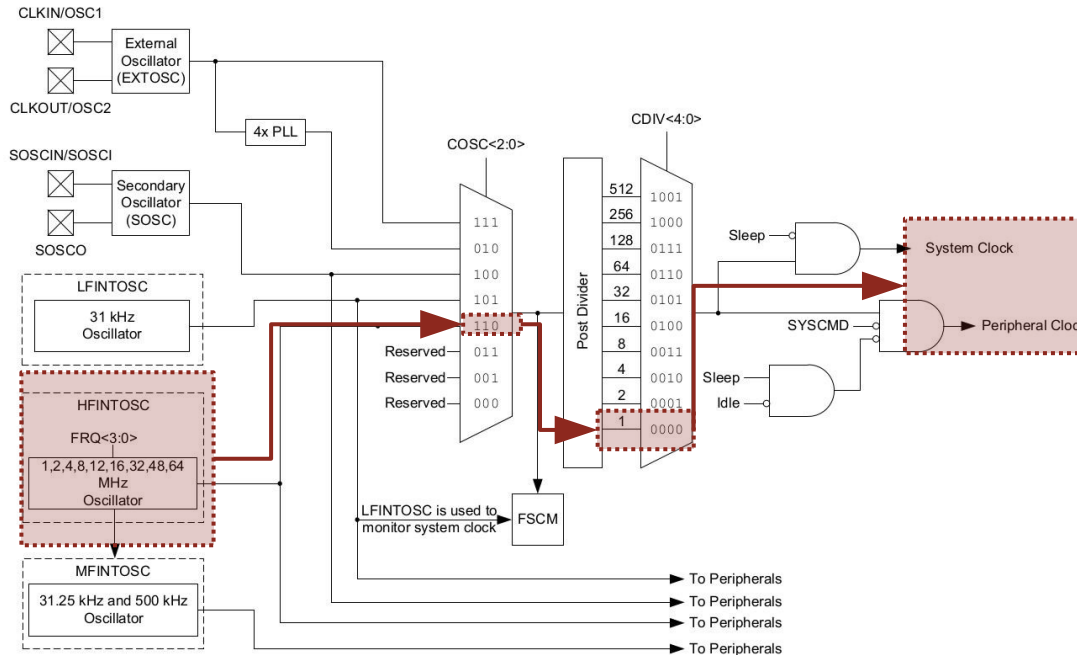 CLKIN/OSC1
External
Oscillator
(EXTOSC)
CLKOUT/OSC2
4x PLL
SOSCIN/SOSCI
Secondary
Oscillator
(SOSC)
SOSCO
LFINTOSC
31 kHz
Oscillator
HFINTOSC
FRQ<3:0>
1,2,4,8,12,16,32,48,64
MHz
Oscillator
MFINTOSC
31.25 kHz and 500 kHz
Oscillator
COSC<2:0>
111
010
100
101
110
Reserved 011
Reserved 001
Reserved 000
LFINTOSC is used to
monitor system clock
FSCM
Post Divider
CDIV<4:0>
512 1001
256 1000
128 0111
64 0110
32 0101
16 0100
8 0011
4 0010
2 0001
1 0000
Sleep
System Clock
SYSCMD
Peripheral Clock
Sleep
Idle
To Peripherals
To Peripherals
To Peripherals
To Peripherals